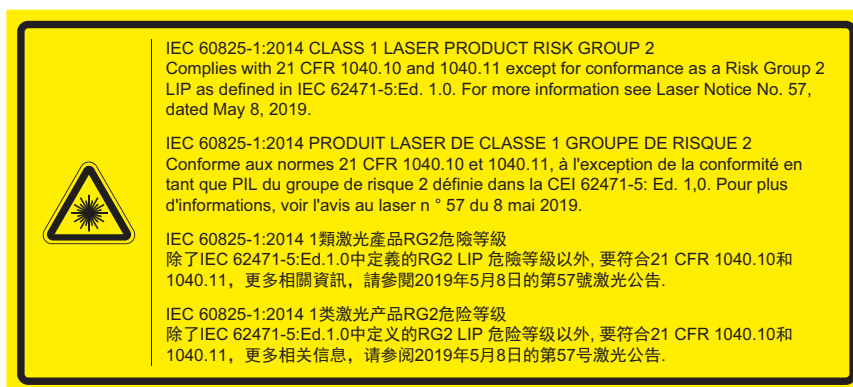 IEC 60825-1:2014 CLASS 1 LASER PRODUCT RISK GROUP 2
Complies with 21 CFR 1040.10 and 1040.11 except for conformance as a Risk Group 2
LIP as defined in IEC 62471-5:Ed. 1.0. For more information see Laser Notice No. 57,
dated May 8, 2019.
IEC 60825-1:2014 PRODUIT LASER DE CLASSE 1 GROUPE DE RISQUE 2
Conforme aux normes 21 CFR 1040.10 et 1040.11, à l'exception de la conformité en
tant que PIL du groupe de risque 2 définie dans la CEI 62471-5: Ed. 1,0. Pour plus
d'informations, voir l'avis au laser n ° 57 du 8 mai 2019.
IEC 60825-1:2014 1類激光產品RG2危險等級
除了IEC 62471-5:Ed.1.0中定義的RG2 LIP 危險等級以外, 要符合21 CFR 1040.10和
1040.11，更多相關資訊，請參閱2019年5月8日的第57號激光公告.
IEC 60825-1:2014 1类激光产品RG2危险等级
除了IEC 62471-5:Ed.1.0中定义的RG2 LIP 危险等级以外, 要符合21 CFR 1040.10和
1040.11，更多相关信息，请参阅2019年5月8日的第57号激光公告.